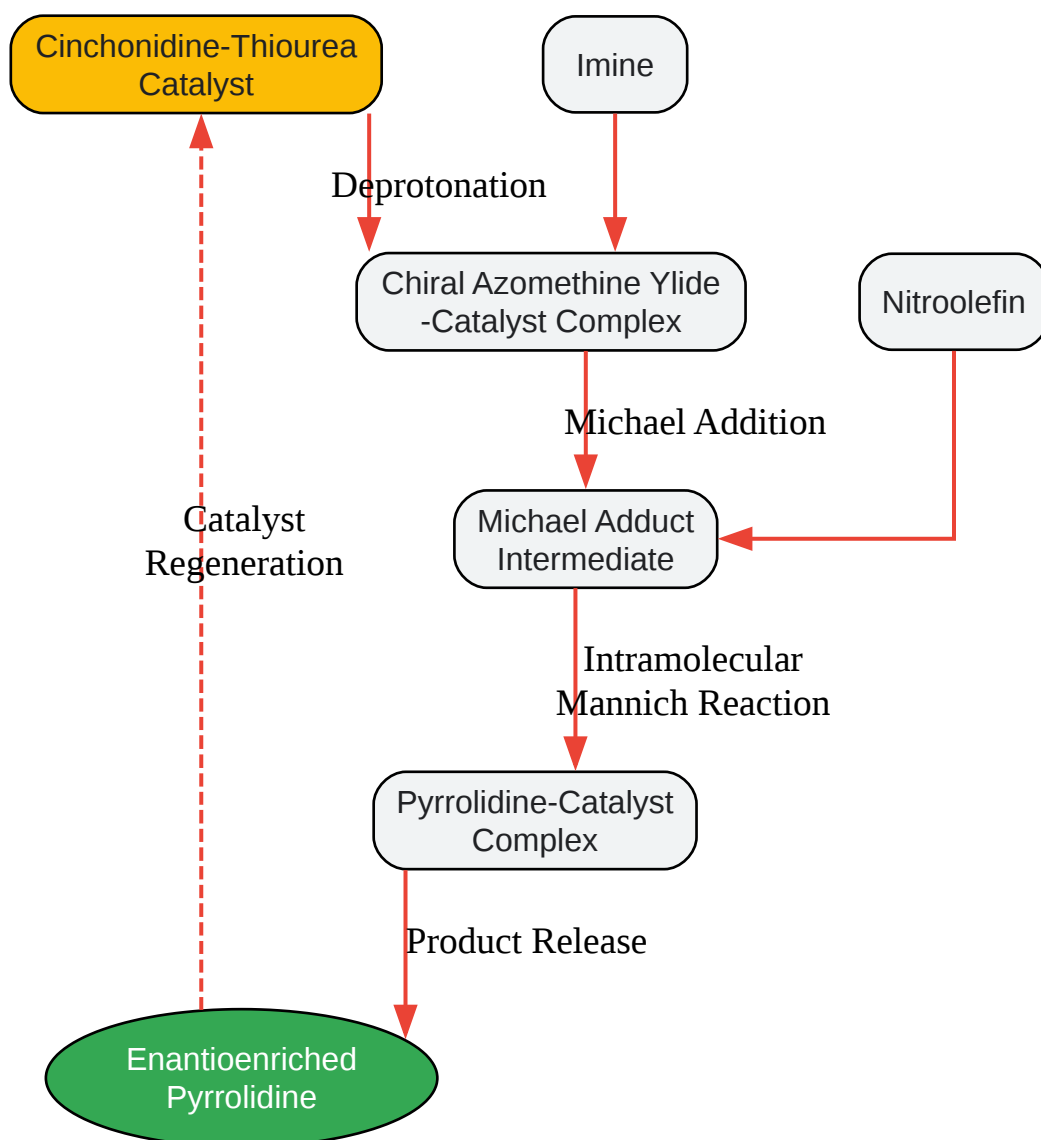 Cinchonidine-Thiourea
Catalyst
Imine
Deprotonation
Chiral Azomethine Ylide
-Catalyst Complex
Nitroolefin
Michael Addition
Michael Adduct
Intermediate
Catalyst
Regeneration
Intramolecular
Mannich Reaction
Pyrrolidine-Catalyst
Complex
Product Release
Enantioenriched
Pyrrolidine